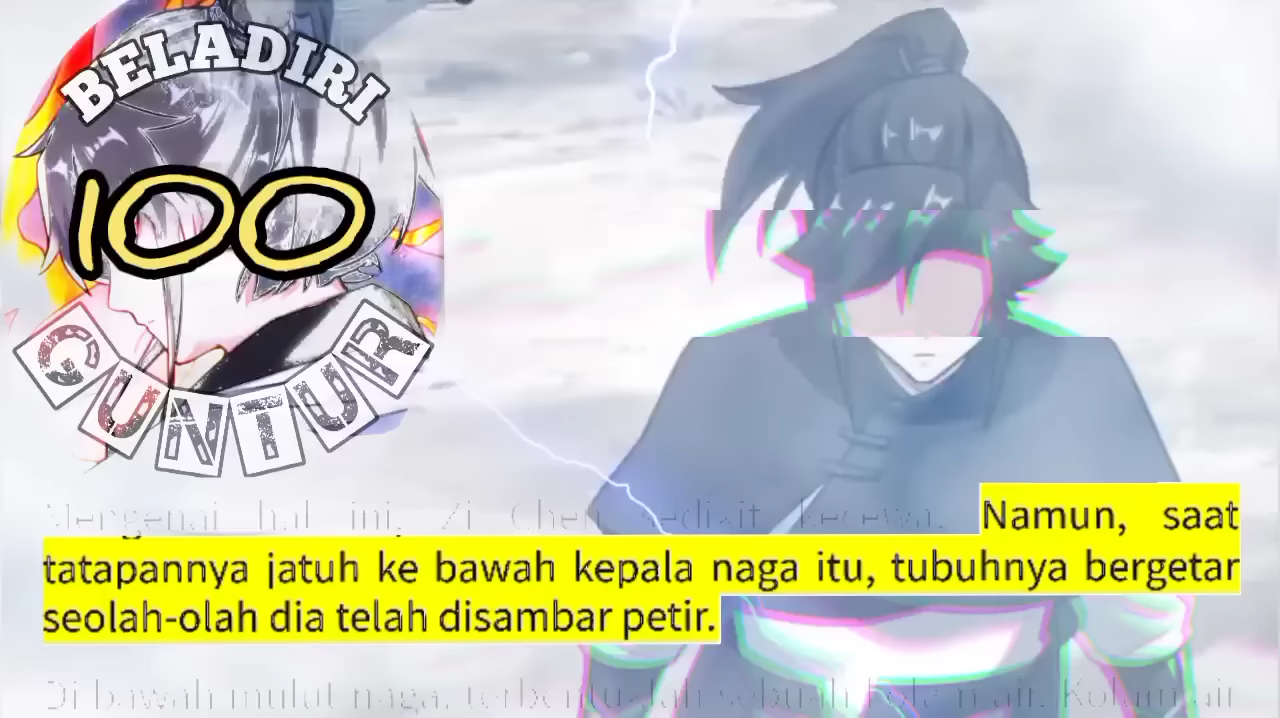 BELADIRI
100
GUNTUR
Mengenai hal ini, Zi Chen sedikit kecewa. Namun, saat
tatapannya jatuh ke bawah kepala naga itu, tubuhnya bergetar
seolah-olah dia telah disambar petir.
Di bawah mulut naga, terbentuklah sebuah kolam air. Kolam air